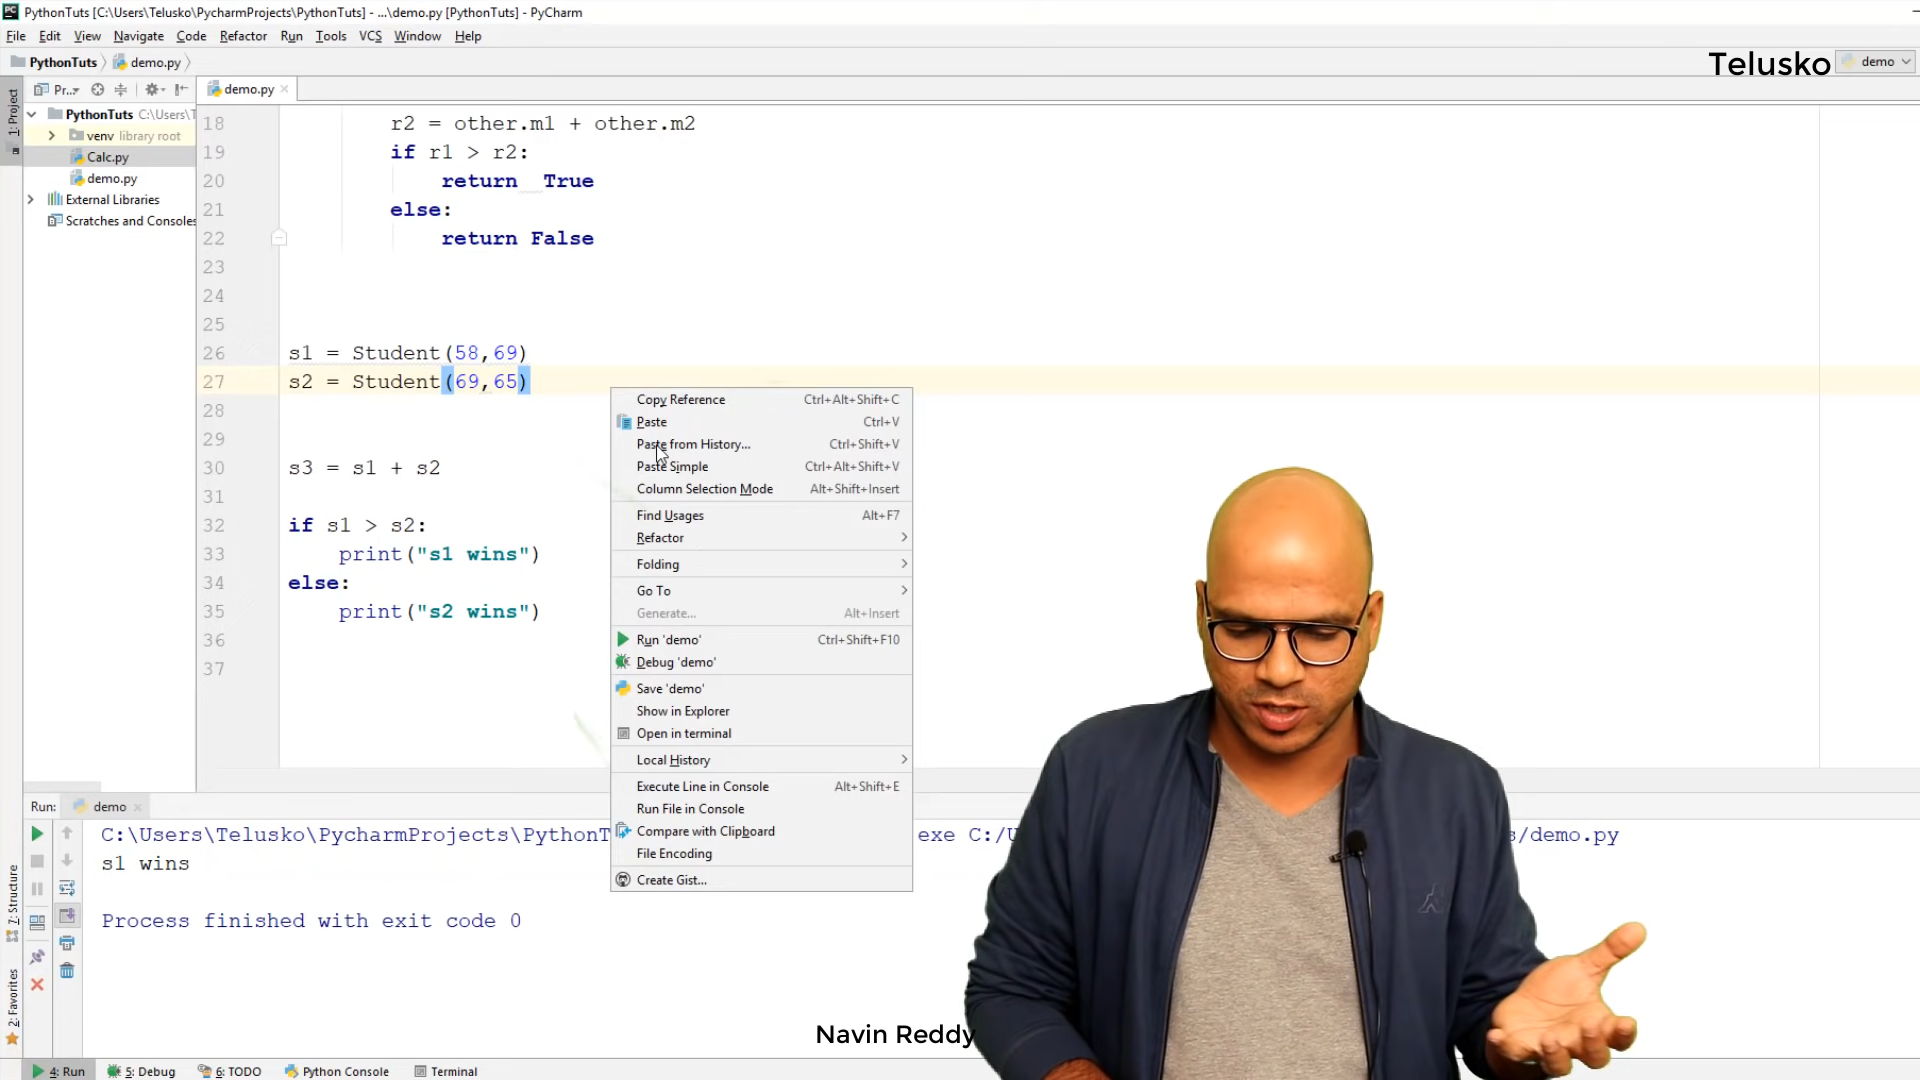 PythonTuts [C:\Users\Telusko\PycharmProjects\PythonTuts] - ...\demo.py [PythonTuts] - PyCharm
File Edit View Navigate Code Refactor Run Tools VCS Window Help
PythonTuts demo.py
Telusko demo
1: Project
Pr...
demo.py
PythonTuts C:\Users\T
venv library root
Calc.py
demo.py
External Libraries
Scratches and Consoles
18 r2 = other.m1 + other.m2
19 if r1 > r2:
20 return True
21 else:
22 return False
23
24
25
26 s1 = Student(58,69)
27 s2 = Student(69,65)
28
29
30 s3 = s1 + s2
31
32 if s1 > s2:
33 print("s1 wins")
34 else:
35 print("s2 wins")
36
37
Copy Reference Ctrl+Alt+Shift+C
Paste Ctrl+V
Paste from History... Ctrl+Shift+V
Paste Simple Ctrl+Alt+Shift+V
Column Selection Mode Alt+Shift+Insert
Find Usages Alt+F7
Refactor
Folding
Go To
Generate... Alt+Insert
Run 'demo' Ctrl+Shift+F10
Debug 'demo'
Save 'demo'
Show in Explorer
Open in terminal
Local History
Execute Line in Console Alt+Shift+E
Run File in Console
Compare with Clipboard
File Encoding
Create Gist...
Run: demo
C:\Users\Telusko\PycharmProjects\PythonT exe C:/U s/demo.py
s1 wins
Process finished with exit code 0
7: Structure
2: Favorites
Navin Reddy
4: Run 5: Debug 6: TODO Python Console Terminal